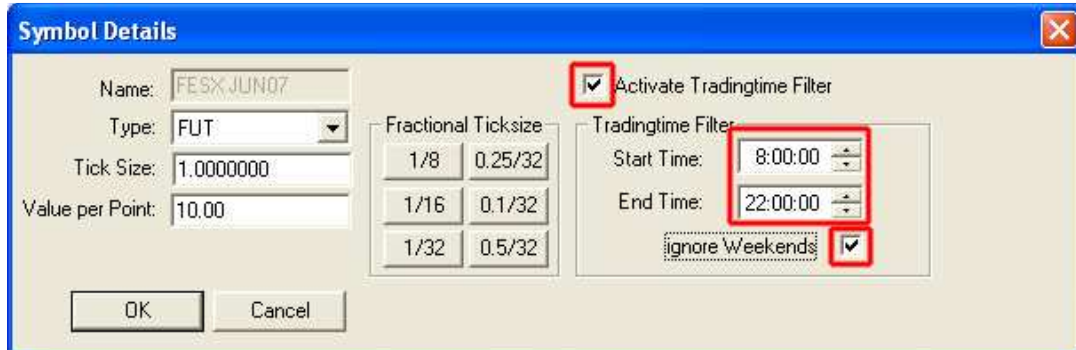 Symbol Details
Name: FESX JUN07
Type: FUT
Tick Size: 1.0000000
Value per Point: 10.00
Fractional Ticksize
1/8 0.25/32
1/16 0.1/32
1/32 0.5/32
Activate Tradingtime Filter
Tradingtime Filter
Start Time: 8:00:00
End Time: 22:00:00
ignore Weekends
OK Cancel